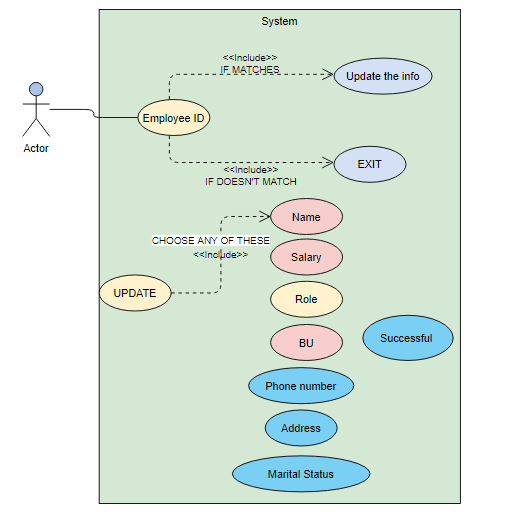 System
<<Include>>
IF MATCHES
Update the info
Employee ID
Actor
<<Include>>
IF DOESN'T MATCH
EXIT
Name
CHOOSE ANY OF THESE
<<Include>>
Salary
UPDATE
Role
BU
Successful
Phone number
Address
Marital Status